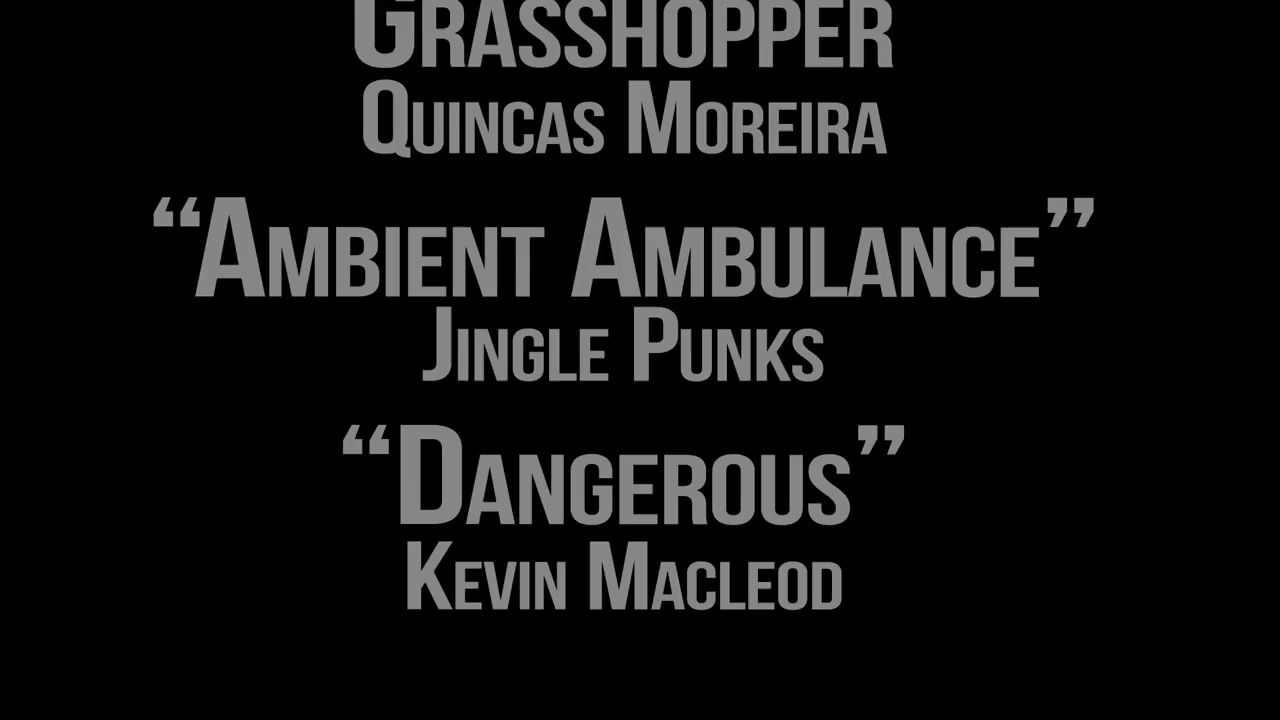 Grasshopper
Quincas Moreira
“Ambient Ambulance”
Jingle Punks
“Dangerous”
Kevin Macleod